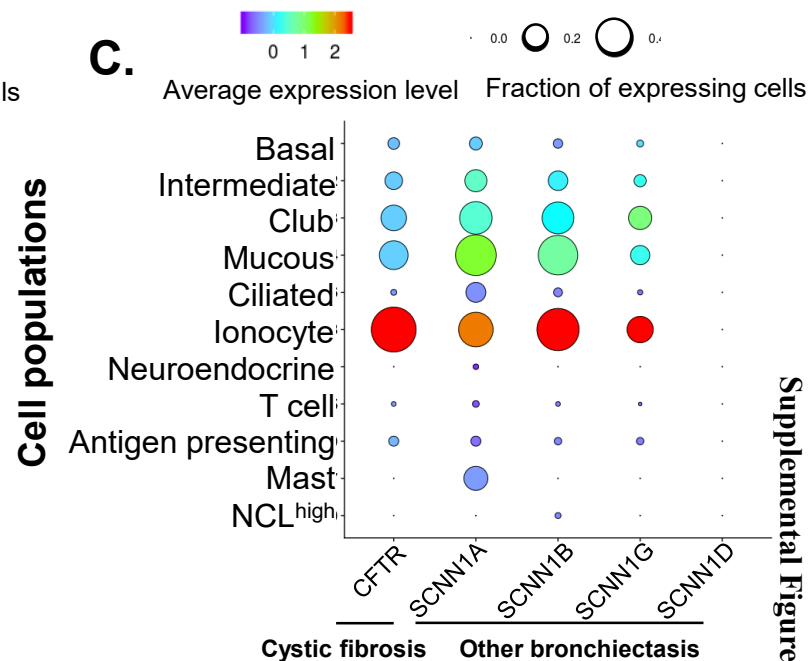 C.
0 1 2
0.0 0.2
ls
Average expression level
Fraction of expressing cells
Cell populations
Basal
Intermediate
Club
Mucous
Ciliated
Ionocyte
Neuroendocrine
T cell
Antigen presenting
Mast
NCLhigh
CFTR
SCNN1A
SCNN1B
SCNN1G
SCNN1D
Cystic fibrosis
Other bronchiectasis
Supplemental Figure